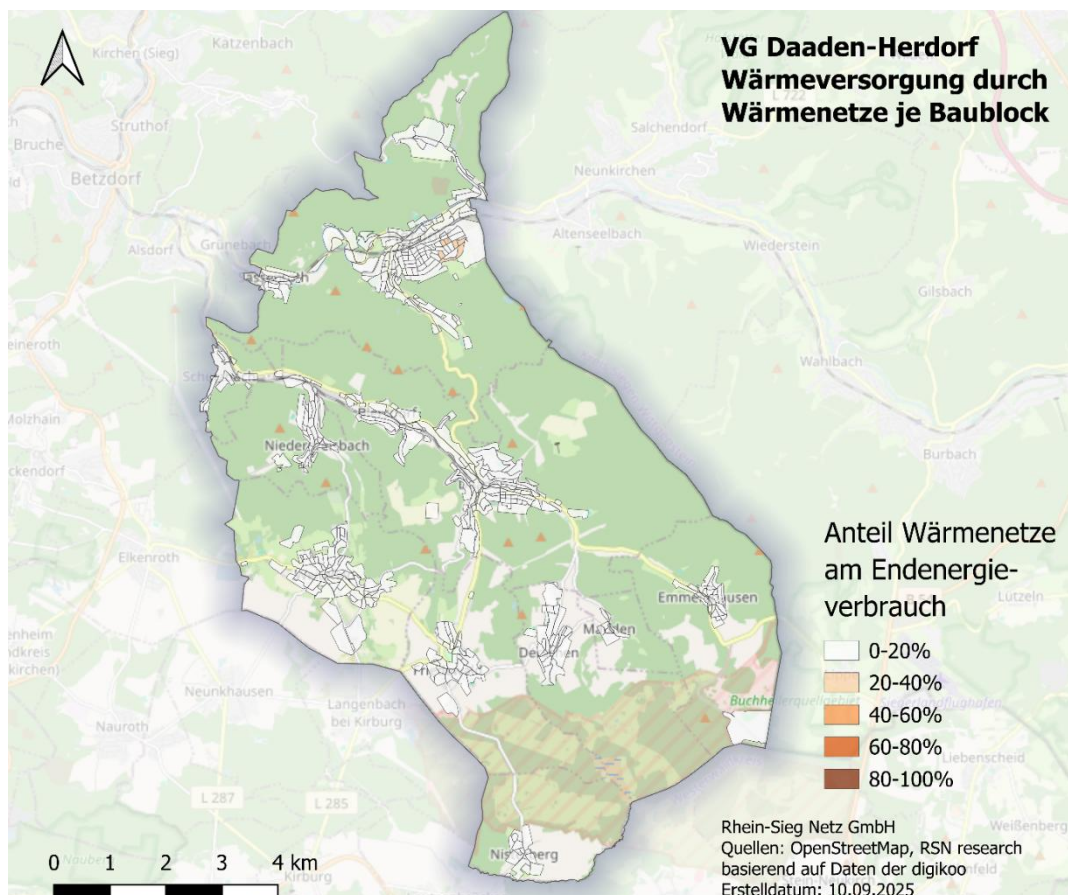 VG Daaden-Herdorf
Wärmeversorgung durch
Wärmenetze je Baublock
Kirchen (Sieg)
Katzenbach
Struthof
Bruche
Betzdorf
Alsdorf
Grünebach
L 722
Salchendorf
Neunkirchen
Altenseelbach
Wiederstein
Gilsbach
Wahlbach
Burbach
Molzhain
Elkenroth
Emmerzhausen
Lützeln
Neunkhausen
Langenbach
bei Kirburg
Nauroth
L 287
L 285
Kirburg
Liebenscheid
Weißenberg
Anteil Wärmenetze
am Endenergie-
verbrauch
0-20%
20-40%
40-60%
60-80%
80-100%
Rhein-Sieg Netz GmbH
Quellen: OpenStreetMap, RSN research
basierend auf Daten der digikoo
Erstelldatum: 10.09.2025
0 1 2 3 4 km